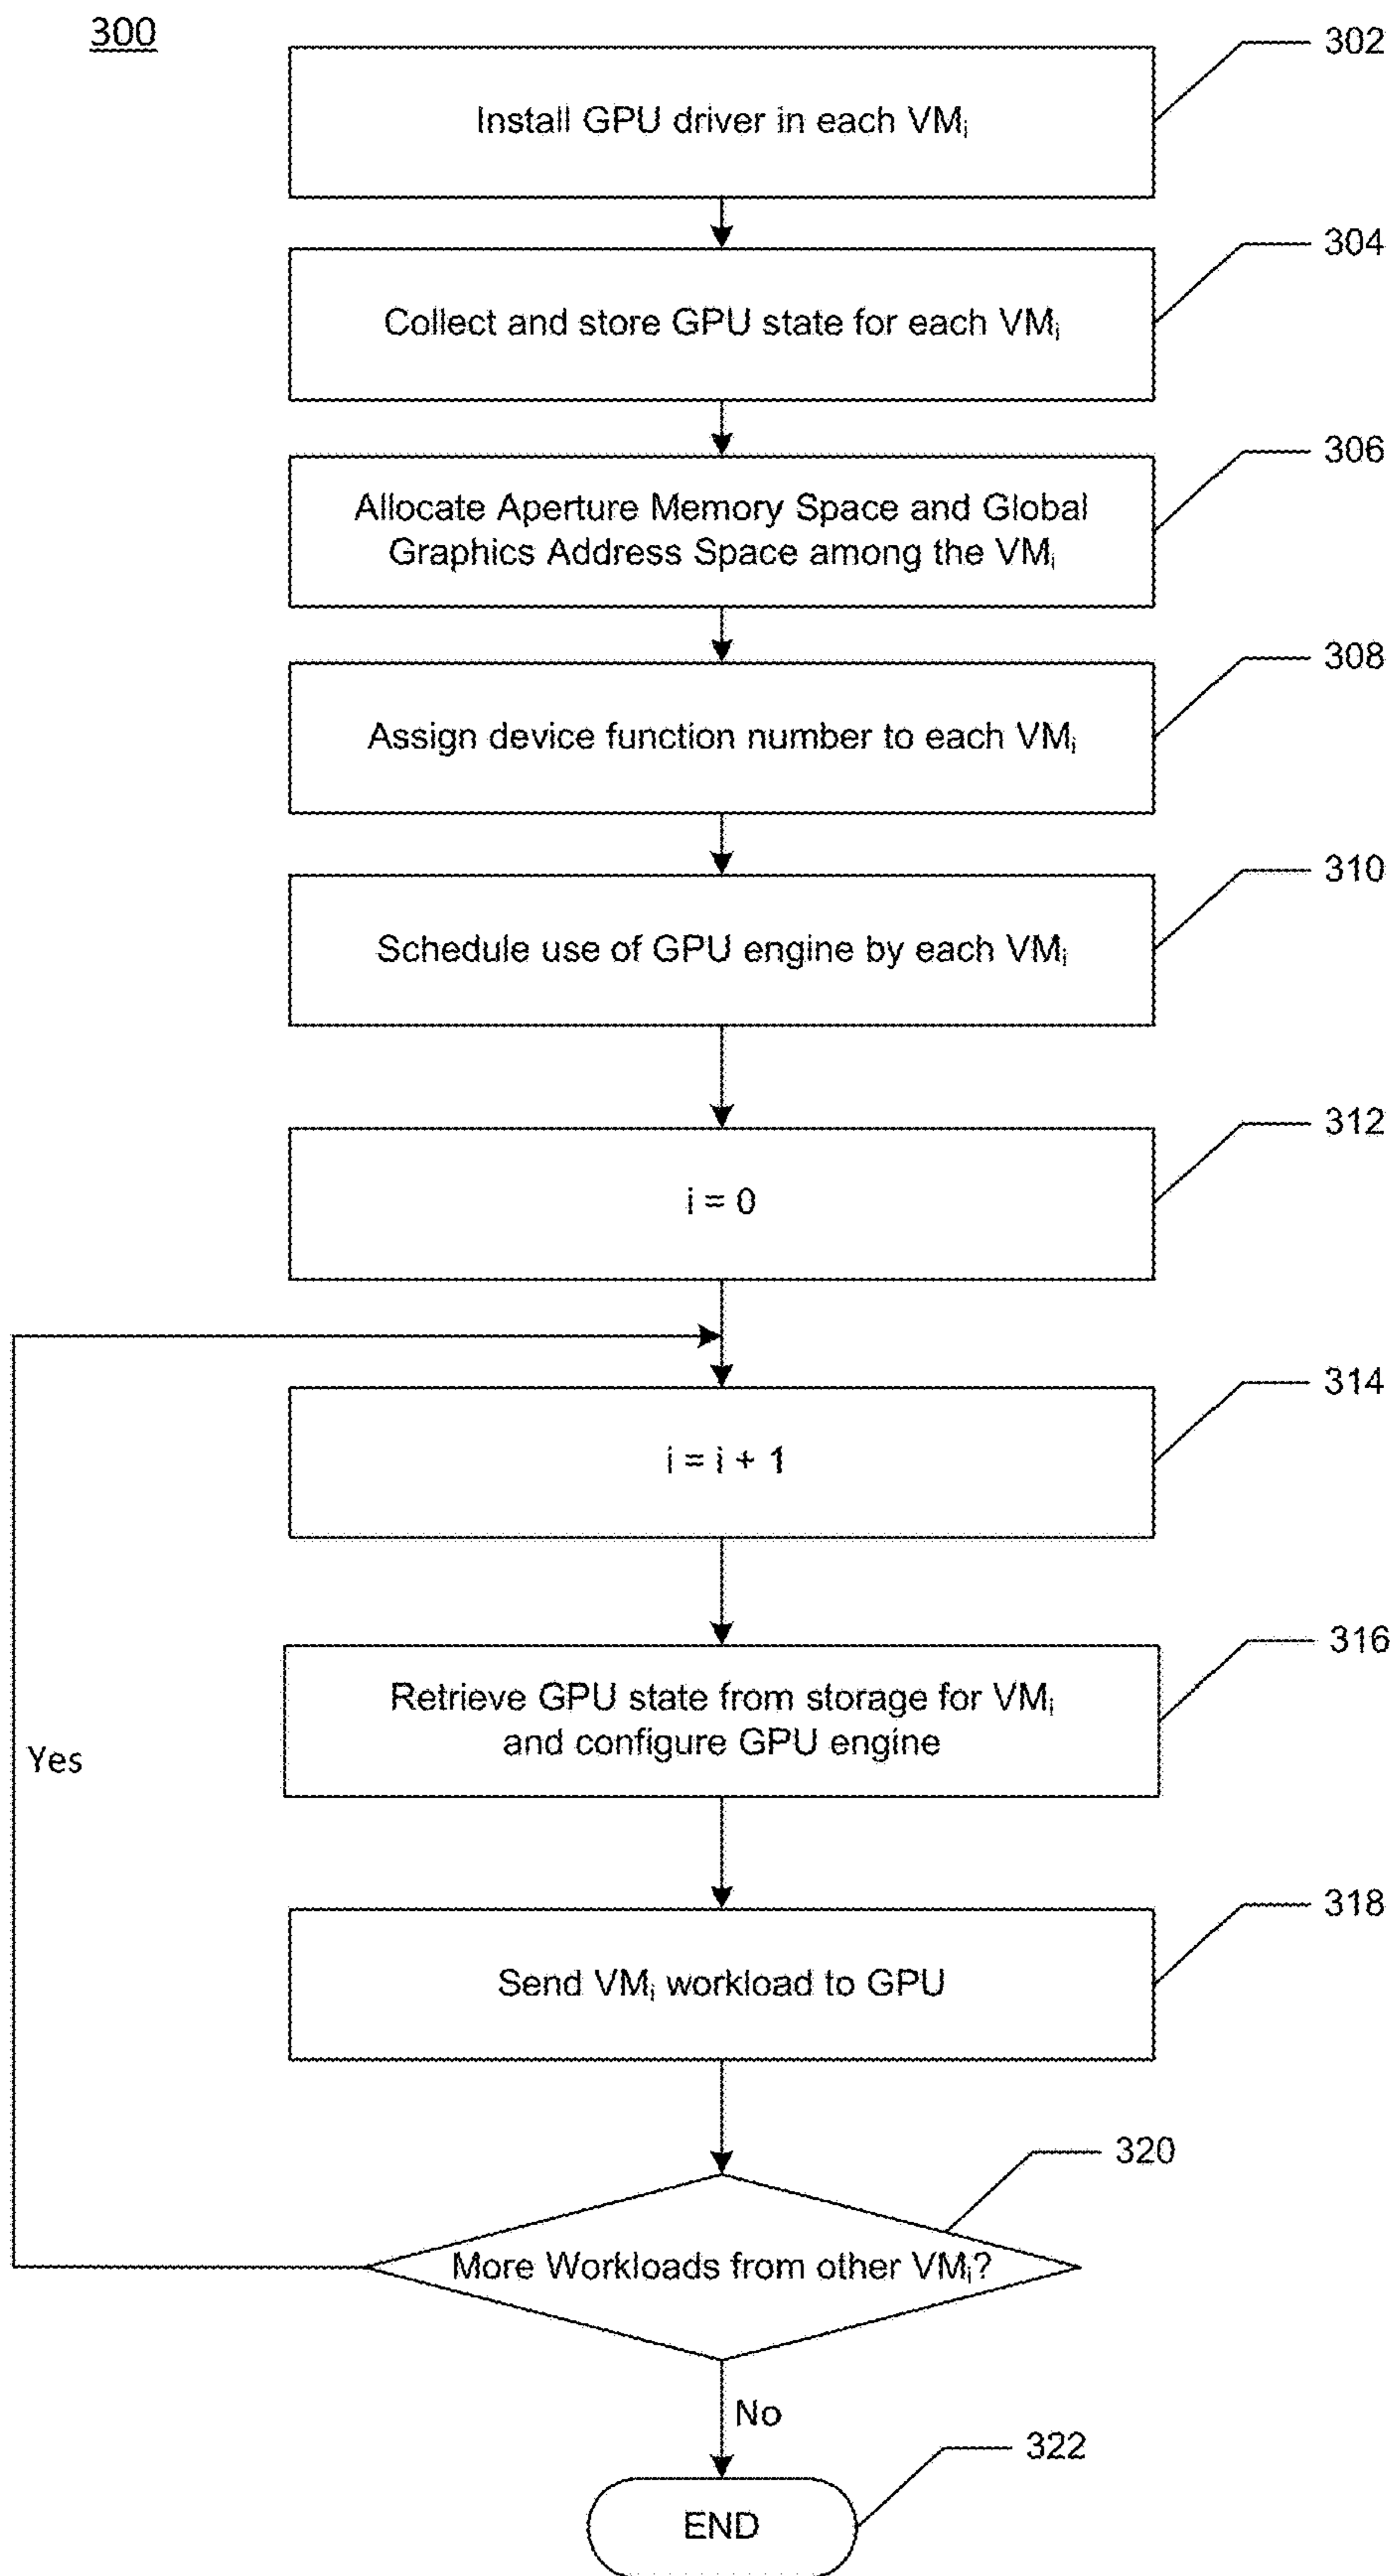 300
302
Install GPU driver in each VMi
304
Collect and store GPU state for each VMi
306
Allocate Aperture Memory Space and Global
Graphics Address Space among the VMi
308
Assign device function number to each VMi
310
Schedule use of GPU engine by each VMi
312
i = 0
314
i = i + 1
316
Retrieve GPU state from storage for VMi
and configure GPU engine
Yes
318
Send VMi workload to GPU
320
More Workloads from other VMi?
No
322
END